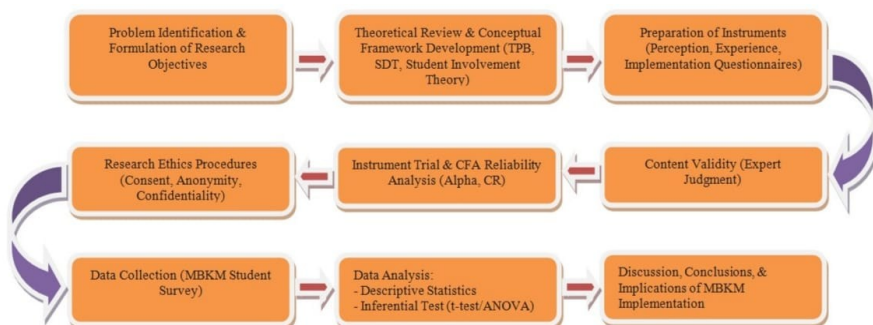 Problem Identification &
Formulation of Research
Objectives
Theoretical Review & Conceptual
Framework Development (TPB,
SDT, Student Involvement
Theory)
Preparation of Instruments
(Perception, Experience,
Implementation Questionnaires)
Content Validity (Expert
Judgment)
Instrument Trial & CFA Reliability
Analysis (Alpha, CR)
Research Ethics Procedures
(Consent, Anonymity,
Confidentiality)
Data Collection (MBKM Student
Survey)
Data Analysis:
- Descriptive Statistics
- Inferential Test (t-test/ANOVA)
Discussion, Conclusions, &
Implications of MBKM
Implementation